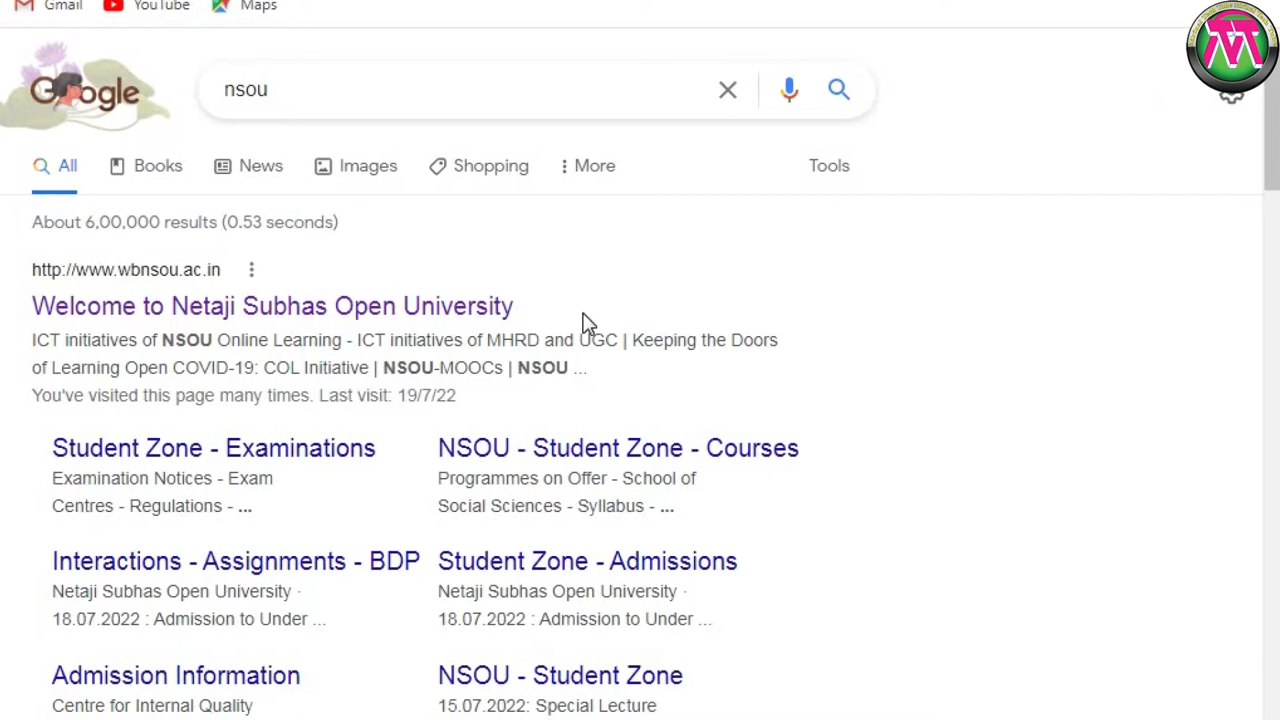 Gmail YouTube Maps
Google
nsou
All Books News Images Shopping More Tools
About 6,00,000 results (0.53 seconds)
http://www.wbnsou.ac.in
Welcome to Netaji Subhas Open University
ICT initiatives of NSOU Online Learning - ICT initiatives of MHRD and UGC | Keeping the Doors
of Learning Open COVID-19: COL Initiative | NSOU-MOOCs | NSOU ...
You've visited this page many times. Last visit: 19/7/22
Student Zone - Examinations
Examination Notices - Exam
Centres - Regulations - ...
NSOU - Student Zone - Courses
Programmes on Offer - School of
Social Sciences - Syllabus - ...
Interactions - Assignments - BDP
Netaji Subhas Open University ·
18.07.2022 : Admission to Under ...
Student Zone - Admissions
Netaji Subhas Open University ·
18.07.2022 : Admission to Under ...
Admission Information
Centre for Internal Quality
NSOU - Student Zone
15.07.2022: Special Lecture